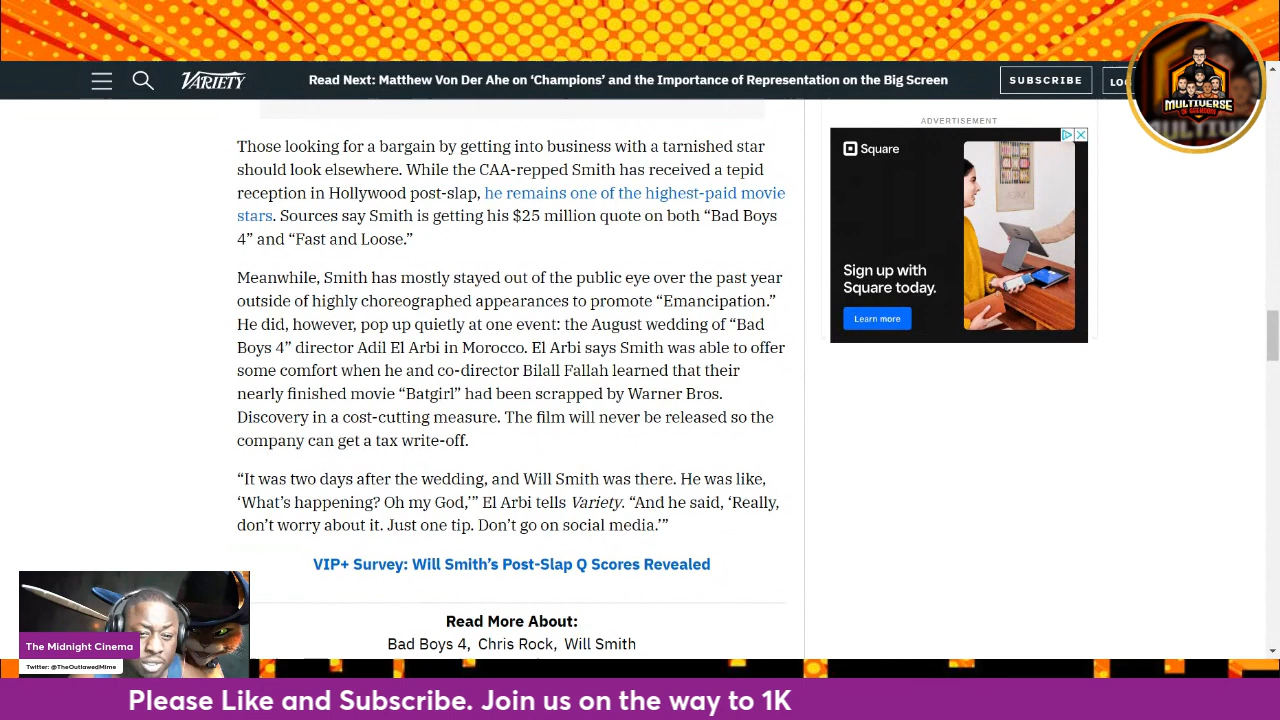 VARIETY
Read Next: Matthew Von Der Ahe on ‘Champions’ and the Importance of Representation on the Big Screen
SUBSCRIBE
MULTIVERSE
Those looking for a bargain by getting into business with a tarnished star
should look elsewhere. While the CAA-repped Smith has received a tepid
reception in Hollywood post-slap, he remains one of the highest-paid movie
stars. Sources say Smith is getting his $25 million quote on both “Bad Boys
4” and “Fast and Loose.”
Meanwhile, Smith has mostly stayed out of the public eye over the past year
outside of highly choreographed appearances to promote “Emancipation.”
He did, however, pop up quietly at one event: the August wedding of “Bad
Boys 4” director Adil El Arbi in Morocco. El Arbi says Smith was able to offer
some comfort when he and co-director Bilall Fallah learned that their
nearly finished movie “Batgirl” had been scrapped by Warner Bros.
Discovery in a cost-cutting measure. The film will never be released so the
company can get a tax write-off.
“It was two days after the wedding, and Will Smith was there. He was like,
‘What’s happening? Oh my God,’” El Arbi tells Variety. “And he said, ‘Really,
don’t worry about it. Just one tip. Don’t go on social media.’”
VIP+ Survey: Will Smith’s Post-Slap Q Scores Revealed
Read More About:
Bad Boys 4, Chris Rock, Will Smith
ADVERTISEMENT
Square
Sign up with
Square today.
Learn more
The Midnight Cinema
Twitter: @TheOutlawedMime
Please Like and Subscribe. Join us on the way to 1K